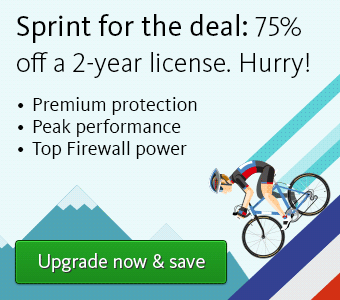 Sprint for the deal: 75%
off a 2-year license. Hurry!
• Premium protection
• Peak performance
• Top Firewall power
Upgrade now & save